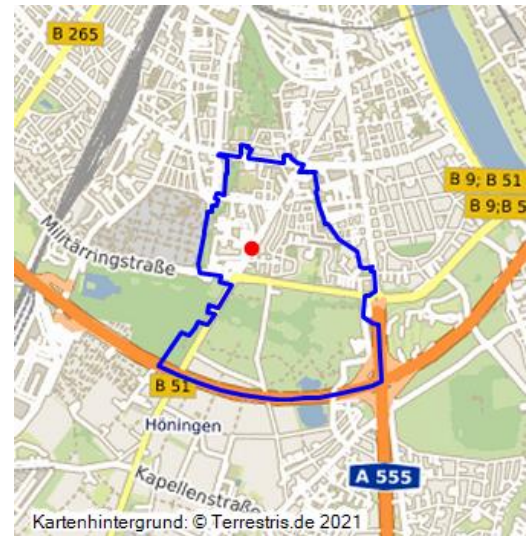 B 265
B 9; B 51
B 9;B 5
Militärringstraße
B 51
Höningen
Kapellenstraße
A 555
Kartenhintergrund: © Terrestris.de 2021